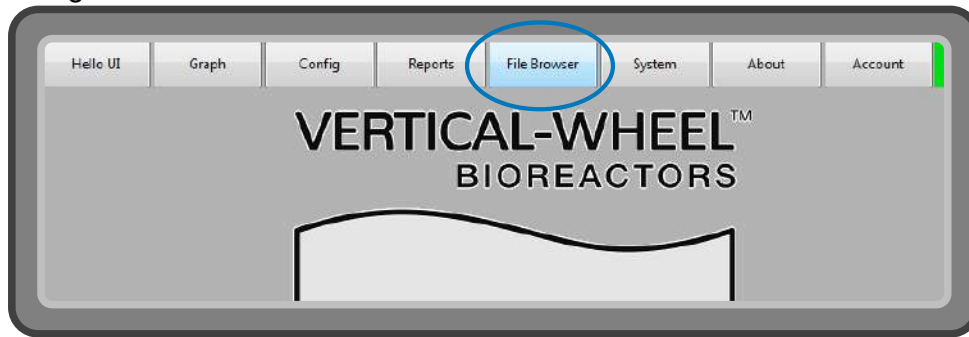 Hello UI Graph Config Reports File Browser System About Account
VERTICAL-WHEEL™
BIOREACTORS